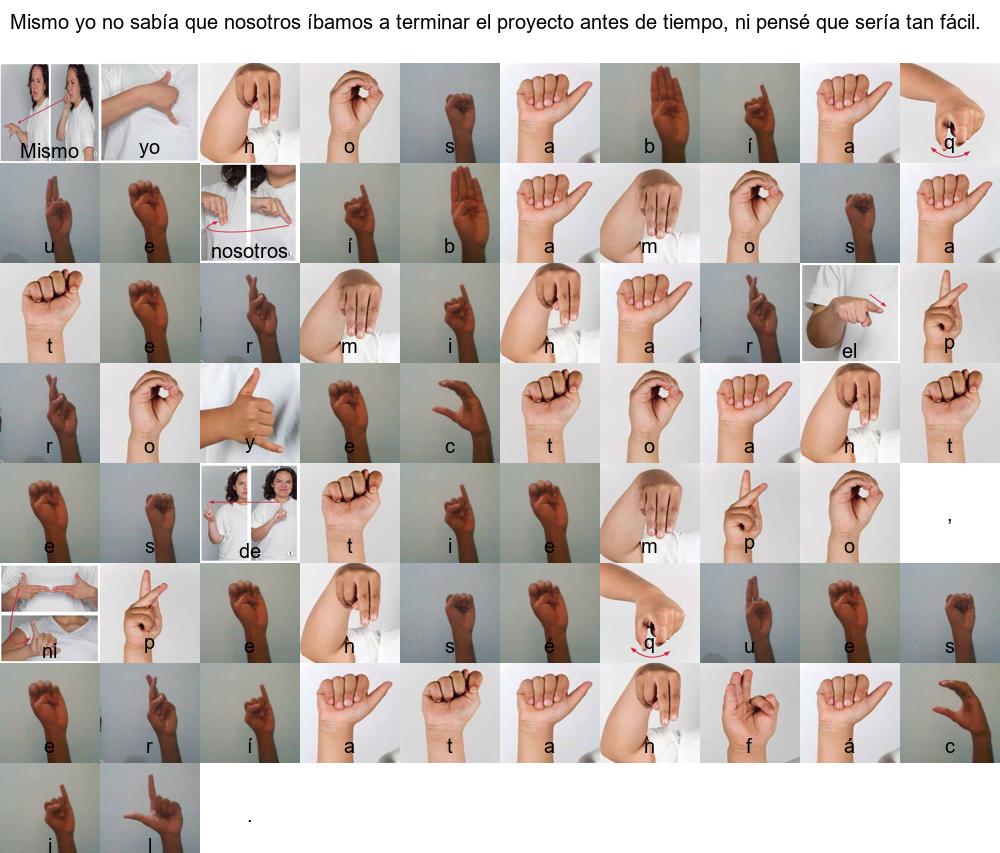 Mismo yo no sabía que nosotros íbamos a terminar el proyecto antes de tiempo, ni pensé que sería tan fácil.
Mismo yo n o s a b í a q
u e nosotros í b a m o s a
t e r m i n a r el p
r o y e c t o a n t
e s de t i e m p o ,
ni p e n s é q u e s
e r í a t a n f á c
i l .